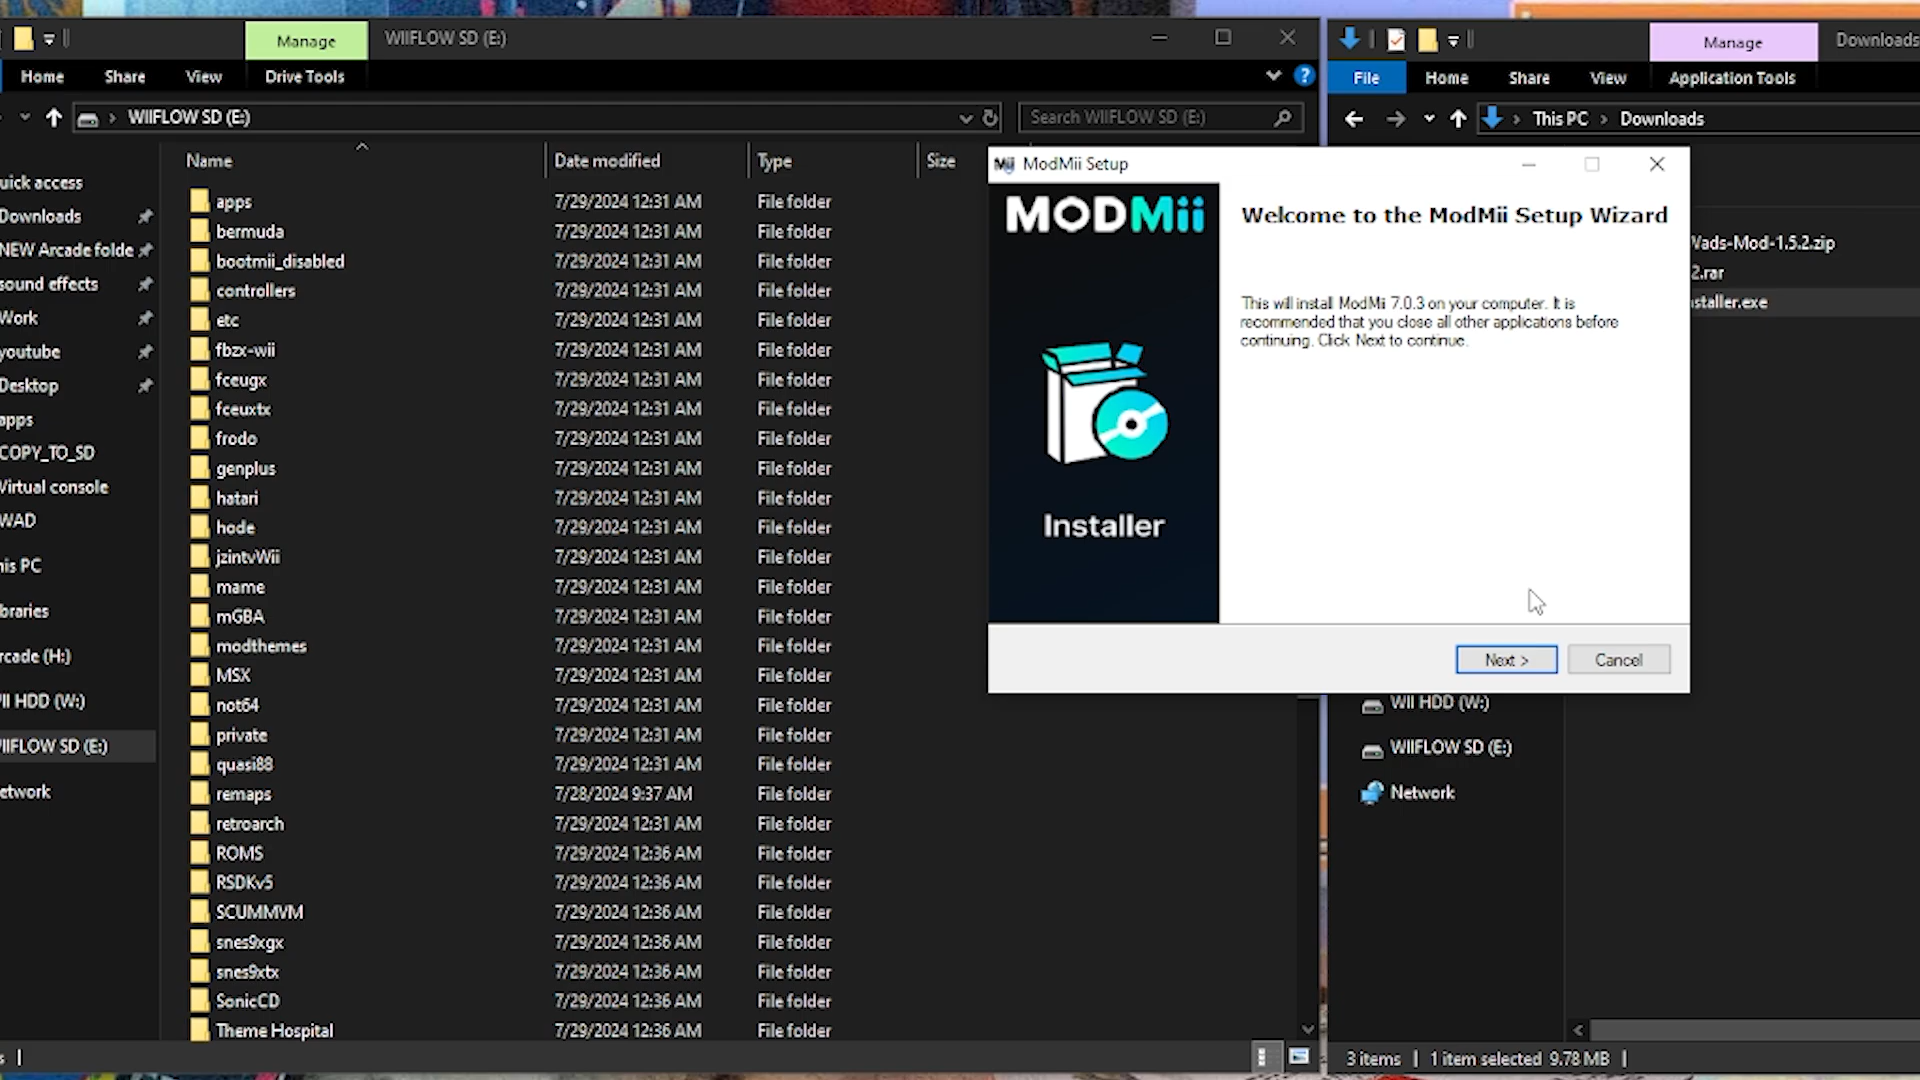 Manage
WIIFLOW SD (E:)
Home
Share
View
Drive Tools
WIIFLOW SD (E:)
Search WIIFLOW SD (E:)
Name
Date modified
Type
Size
uick access
Downloads
NEW Arcade folde
sound effects
Work
youtube
Desktop
apps
COPY_TO_SD
Virtual console
WAD
his PC
braries
rcade (H:)
II HDD (W:)
IIFLOW SD (E:)
etwork
apps 7/29/2024 12:31 AM File folder
bermuda 7/29/2024 12:31 AM File folder
bootmii_disabled 7/29/2024 12:31 AM File folder
controllers 7/29/2024 12:31 AM File folder
etc 7/29/2024 12:31 AM File folder
fbzx-wii 7/29/2024 12:31 AM File folder
fceugx 7/29/2024 12:31 AM File folder
fceuxtx 7/29/2024 12:31 AM File folder
frodo 7/29/2024 12:31 AM File folder
genplus 7/29/2024 12:31 AM File folder
hatari 7/29/2024 12:31 AM File folder
hode 7/29/2024 12:31 AM File folder
jzintvWii 7/29/2024 12:31 AM File folder
mame 7/29/2024 12:31 AM File folder
mGBA 7/29/2024 12:31 AM File folder
modthemes 7/29/2024 12:31 AM File folder
MSX 7/29/2024 12:31 AM File folder
not64 7/29/2024 12:31 AM File folder
private 7/29/2024 12:31 AM File folder
quasi88 7/29/2024 12:31 AM File folder
remaps 7/28/2024 9:37 AM File folder
retroarch 7/29/2024 12:31 AM File folder
ROMS 7/29/2024 12:36 AM File folder
RSDKv5 7/29/2024 12:36 AM File folder
SCUMMVM 7/29/2024 12:36 AM File folder
snes9xgx 7/29/2024 12:36 AM File folder
snes9xtx 7/29/2024 12:36 AM File folder
SonicCD 7/29/2024 12:36 AM File folder
Theme Hospital 7/29/2024 12:36 AM File folder
s
Manage
Downloads
File
Home
Share
View
Application Tools
This PC
Downloads
Wads-Mod-1.5.2.zip
2.rar
staller.exe
ModMii Setup
MODMii
Installer
Welcome to the ModMii Setup Wizard
This will install ModMii 7.0.3 on your computer. It is
recommended that you close all other applications before
continuing. Click Next to continue.
Next >
Cancel
WII HDD (W:)
WIIFLOW SD (E:)
Network
3 items
1 item selected 9.78 MB